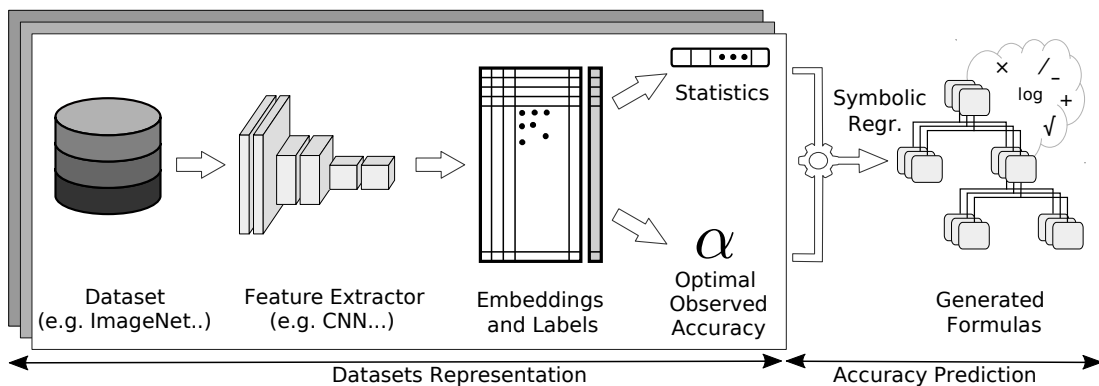 Statistics
α
Dataset
(e.g. ImageNet..)
Feature Extractor
(e.g. CNN...)
Embeddings
and Labels
Optimal
Observed
Accuracy
Symbolic
Regr.
× / _
log +
√
Generated
Formulas
Datasets Representation
Accuracy Prediction